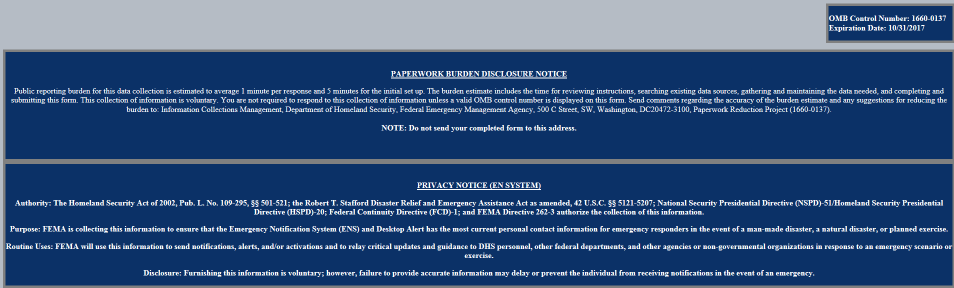 OMB Control Number: 1660-0137
Expiration Date: 10/31/2017
PAPERWORK BURDEN DISCLOSURE NOTICE
Public reporting burden for this data collection is estimated to average 1 minute per response and 5 minutes for the initial set up. The burden estimate includes the time for reviewing instructions, searching existing data sources, gathering and maintaining the data needed, and completing and
submitting this form. This collection of information is voluntary. You are not required to respond to this collection of information unless a valid OMB control number is displayed on this form. Send comments regarding the accuracy of the burden estimate and any suggestions for reducing the
burden to: Information Collections Management, Department of Homeland Security, Federal Emergency Management Agency, 500 C Street, SW, Washington, DC20472-3100, Paperwork Reduction Project (1660-0137).
NOTE: Do not send your completed form to this address.
PRIVACY NOTICE (EN SYSTEM)
Authority: The Homeland Security Act of 2002, Pub. L. No. 109-295, §§ 501-521; the Robert T. Stafford Disaster Relief and Emergency Assistance Act as amended, 42 U.S.C. §§ 5121-5207; National Security Presidential Directive (NSPD)-51/Homeland Security Presidential
Directive (HSPD)-20; Federal Continuity Directive (FCD)-1; and FEMA Directive 262-3 authorize the collection of this information.
Purpose: FEMA is collecting this information to ensure that the Emergency Notification System (ENS) and Desktop Alert has the most current personal contact information for emergency responders in the event of a man-made disaster, a natural disaster, or planned exercise.
Routine Uses: FEMA will use this information to send notifications, alerts, and/or activations and to relay critical updates and guidance to DHS personnel, other federal departments, and other agencies or non-governmental organizations in response to an emergency scenario or
exercise.
Disclosure: Furnishing this information is voluntary; however, failure to provide accurate information may delay or prevent the individual from receiving notifications in the event of an emergency.